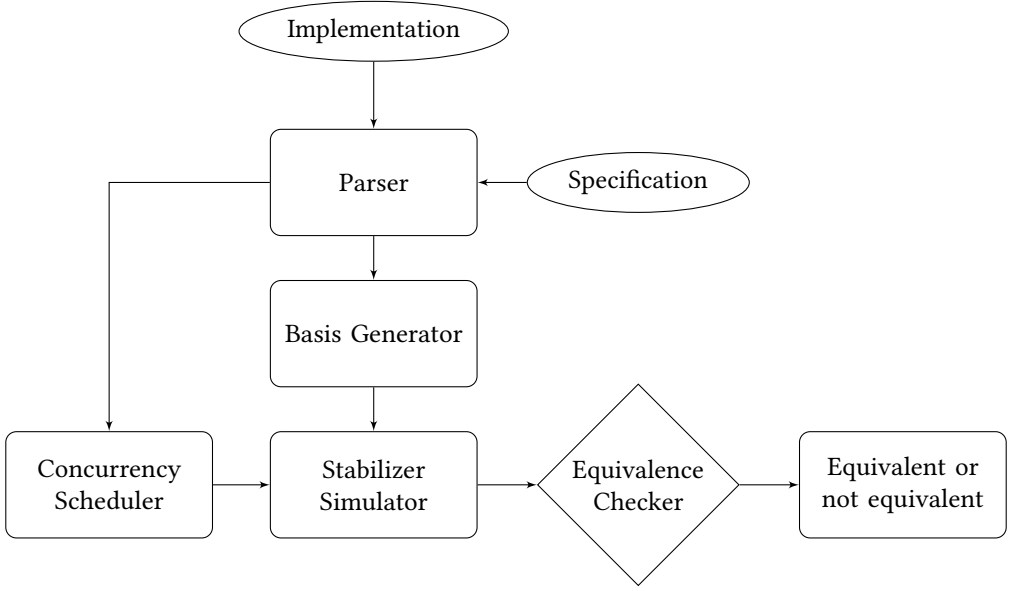 Implementation
Parser
Specification
Basis Generator
Concurrency
Scheduler
Stabilizer
Simulator
Equivalence
Checker
Equivalent or
not equivalent